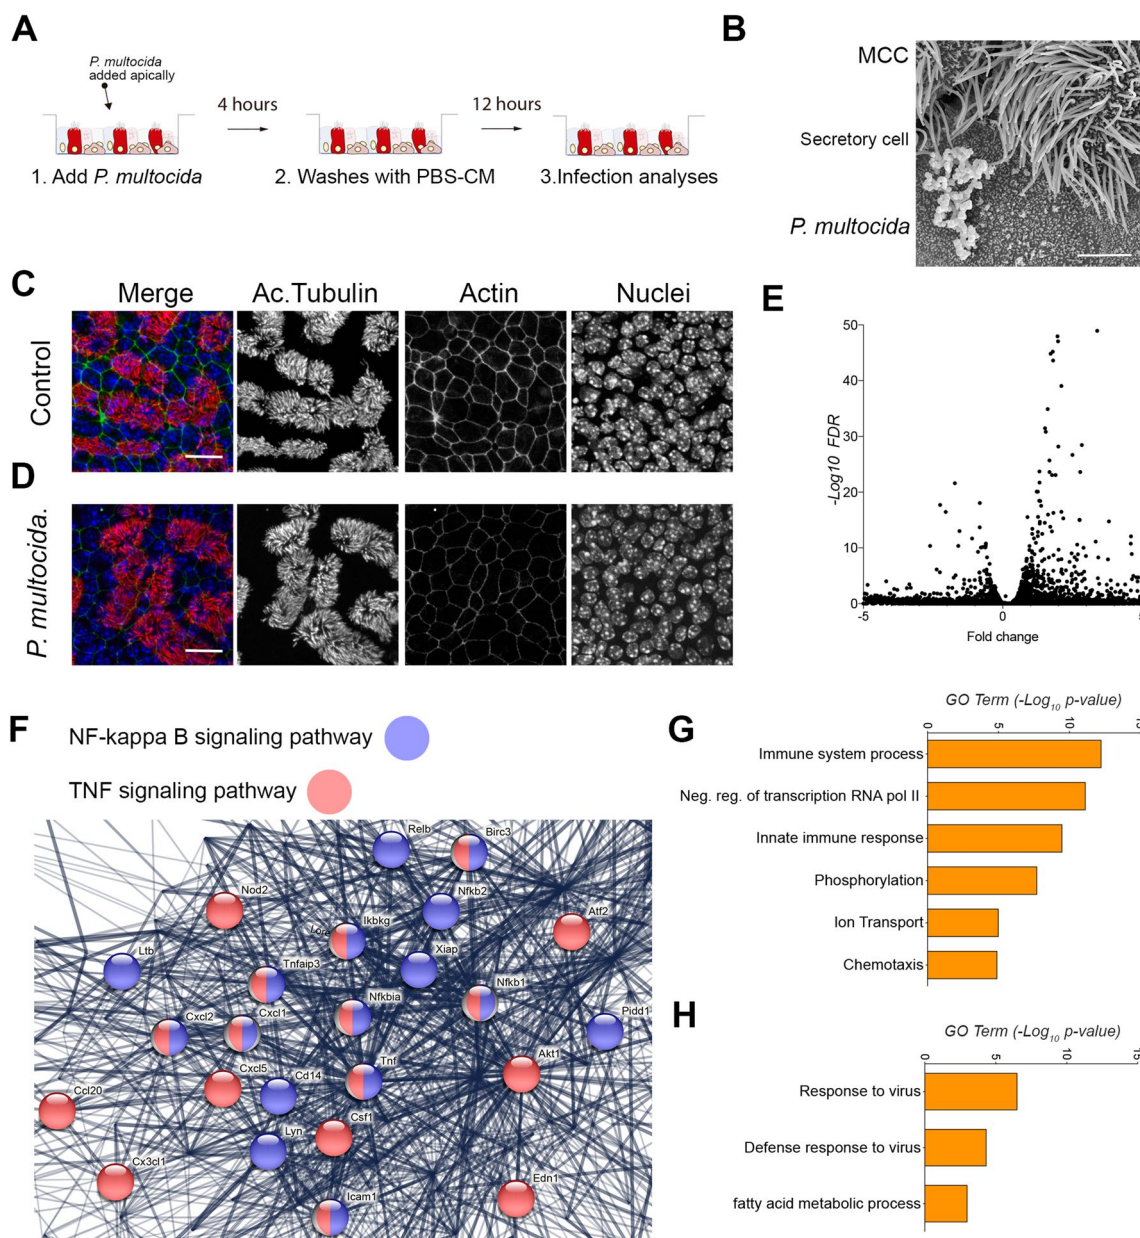 A
P. multocida
added apically
4 hours
12 hours
1. Add P. multocida
2. Washes with PBS-CM
3.Infection analyses
B
MCC
Secretory cell
P. multocida
C
Merge
Ac.Tubulin
Actin
Nuclei
Control
D
P. multocida.
E
50
40
30
20
10
0
-5
0
5
-Log10 FDR
Fold change
F
NF-kappa B signaling pathway
TNF signaling pathway
Relb
Birc3
Nod2
Nfkb2
Atf2
Ikbkg
Ltb
Tnfaip3
Xiap
Nfkb1
Nfkbia
Cxcl2
Cxcl1
Pidd1
Tnf
Akt1
Cxcl5
Cd14
Ccl20
Csf1
Lyn
Cx3cl1
Edn1
Icam1
G
GO Term (-Log10 p-value)
0
5
10
15
Immune system process
Neg. reg. of transcription RNA pol II
Innate immune response
Phosphorylation
Ion Transport
Chemotaxis
H
GO Term (-Log10 p-value)
0
5
10
15
Response to virus
Defense response to virus
fatty acid metabolic process